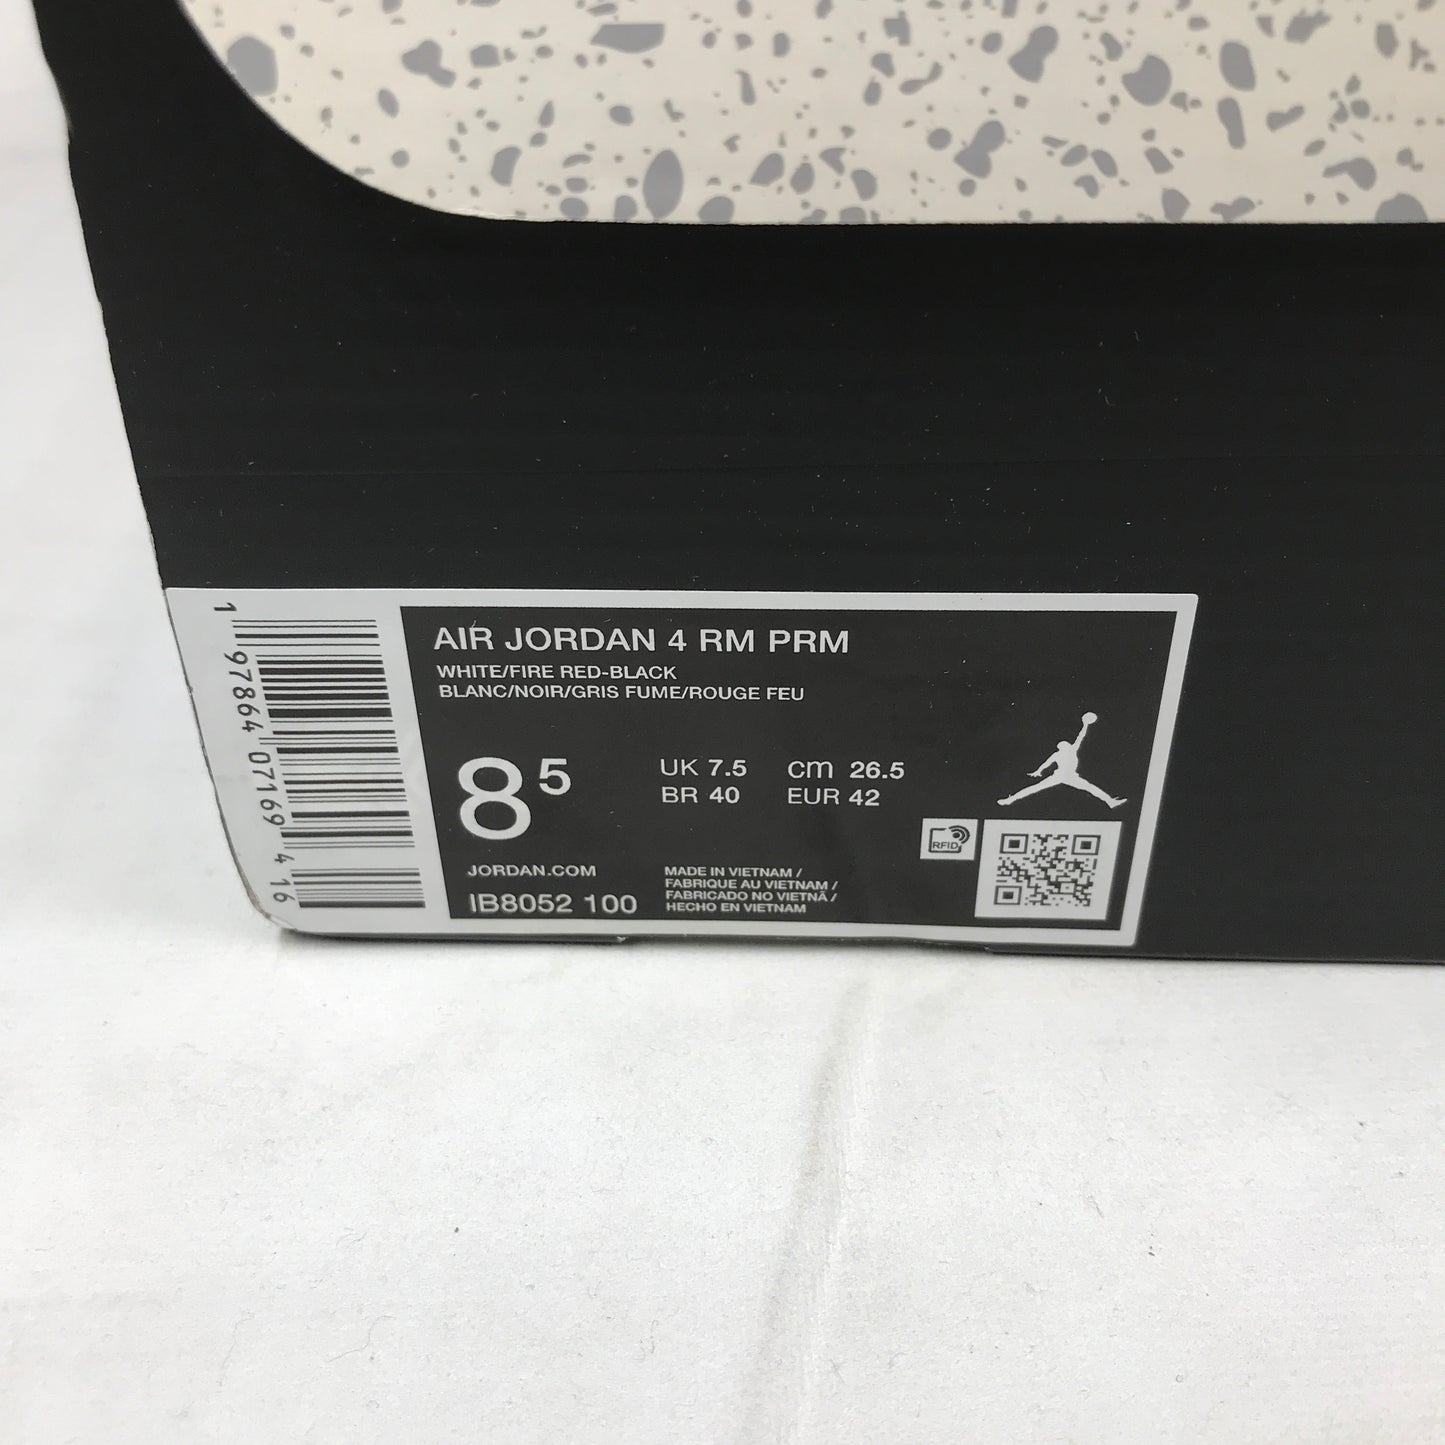 AIR JORDAN 4 RM PRM
WHITE/FIRE RED-BLACK
BLANC/NOIR/GRIS FUME/ROUGE FEU
8 5
UK 7.5 cm 26.5
BR 40 EUR 42
JORDAN.COM
IB8052 100
MADE IN VIETNAM /
FABRIQUE AU VIETNAM /
FABRICADO NO VIETNÃ /
HECHO EN VIETNAM
RFID
1 97864 07169 4 16